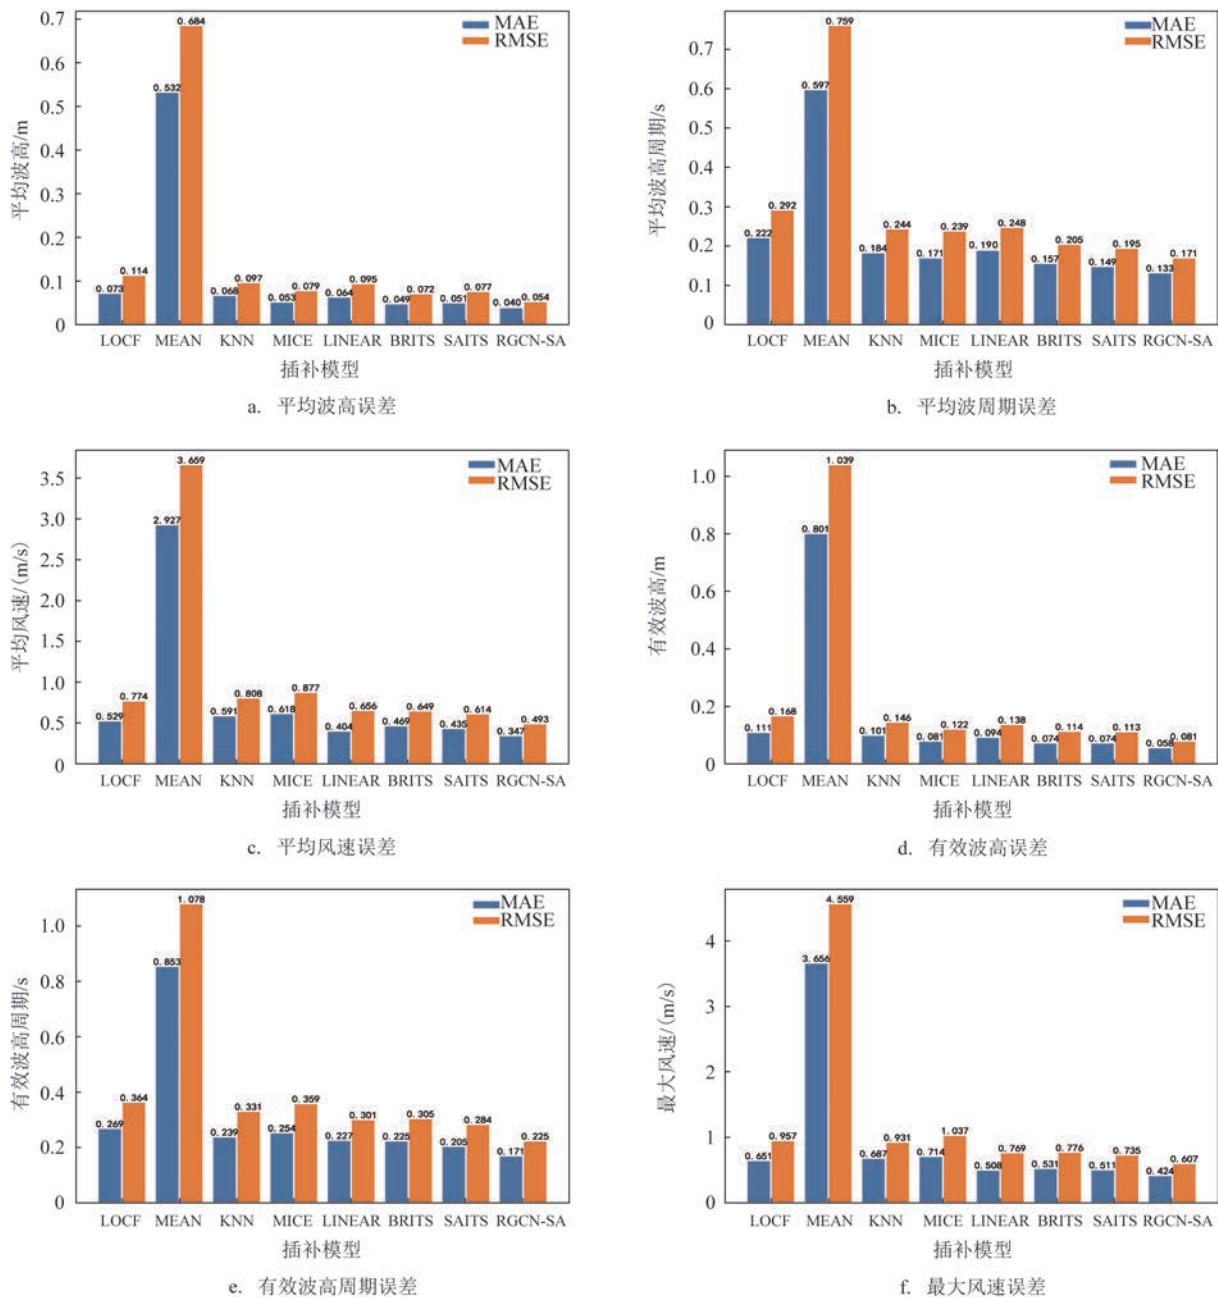 0.7
0.6
0.5
0.4
0.3
0.2
0.1
0
平均波高/m
MAE
RMSE
0.073 0.114 0.532 0.684 0.068 0.097 0.053 0.079 0.064 0.095 0.049 0.072 0.051 0.077 0.040 0.054
LOCF MEAN KNN MICE LINEAR BRITS SAITS RGCN-SA
插补模型
a. 平均波高误差
0.7
0.6
0.5
0.4
0.3
0.2
0.1
0
平均波高周期/s
MAE
RMSE
0.222 0.292 0.597 0.759 0.184 0.244 0.171 0.239 0.190 0.248 0.157 0.205 0.149 0.195 0.133 0.171
LOCF MEAN KNN MICE LINEAR BRITS SAITS RGCN-SA
插补模型
b. 平均波周期误差
3.5
3.0
2.5
2.0
1.5
1.0
0.5
0
平均风速/(m/s)
MAE
RMSE
0.529 0.774 2.927 3.659 0.591 0.808 0.618 0.877 0.404 0.656 0.469 0.649 0.435 0.614 0.347 0.493
LOCF MEAN KNN MICE LINEAR BRITS SAITS RGCN-SA
插补模型
c. 平均风速误差
1.0
0.8
0.6
0.4
0.2
0
有效波高/m
MAE
RMSE
0.111 0.168 0.801 1.039 0.101 0.146 0.081 0.122 0.094 0.138 0.074 0.114 0.074 0.113 0.058 0.081
LOCF MEAN KNN MICE LINEAR BRITS SAITS RGCN-SA
插补模型
d. 有效波高误差
1.0
0.8
0.6
0.4
0.2
0
有效波高周期/s
MAE
RMSE
0.269 0.364 0.853 1.078 0.239 0.331 0.254 0.359 0.227 0.301 0.225 0.305 0.205 0.284 0.171 0.225
LOCF MEAN KNN MICE LINEAR BRITS SAITS RGCN-SA
插补模型
e. 有效波高周期误差
4
3
2
1
0
最大风速/(m/s)
MAE
RMSE
0.651 0.957 3.656 4.559 0.687 0.931 0.714 1.037 0.508 0.769 0.531 0.776 0.511 0.735 0.424 0.607
LOCF MEAN KNN MICE LINEAR BRITS SAITS RGCN-SA
插补模型
f. 最大风速误差